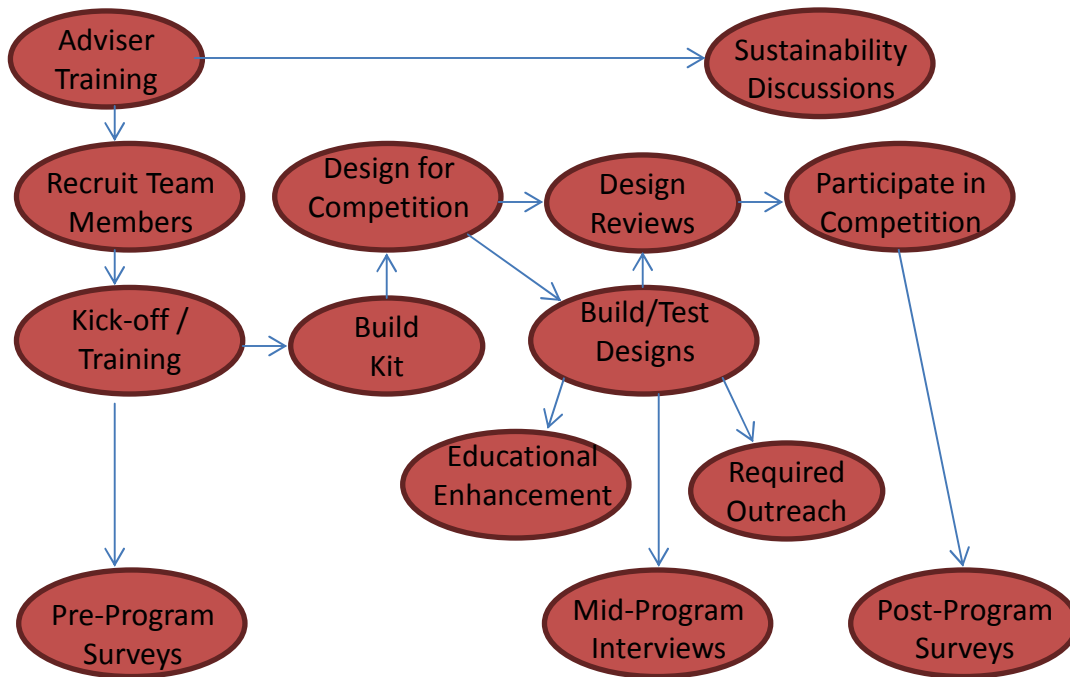 Adviser
Training
Sustainability
Discussions
Recruit Team
Members
Design for
Competition
Design
Reviews
Participate in
Competition
Kick-off /
Training
Build
Kit
Build/Test
Designs
Educational
Enhancement
Required
Outreach
Pre-Program
Surveys
Mid-Program
Interviews
Post-Program
Surveys